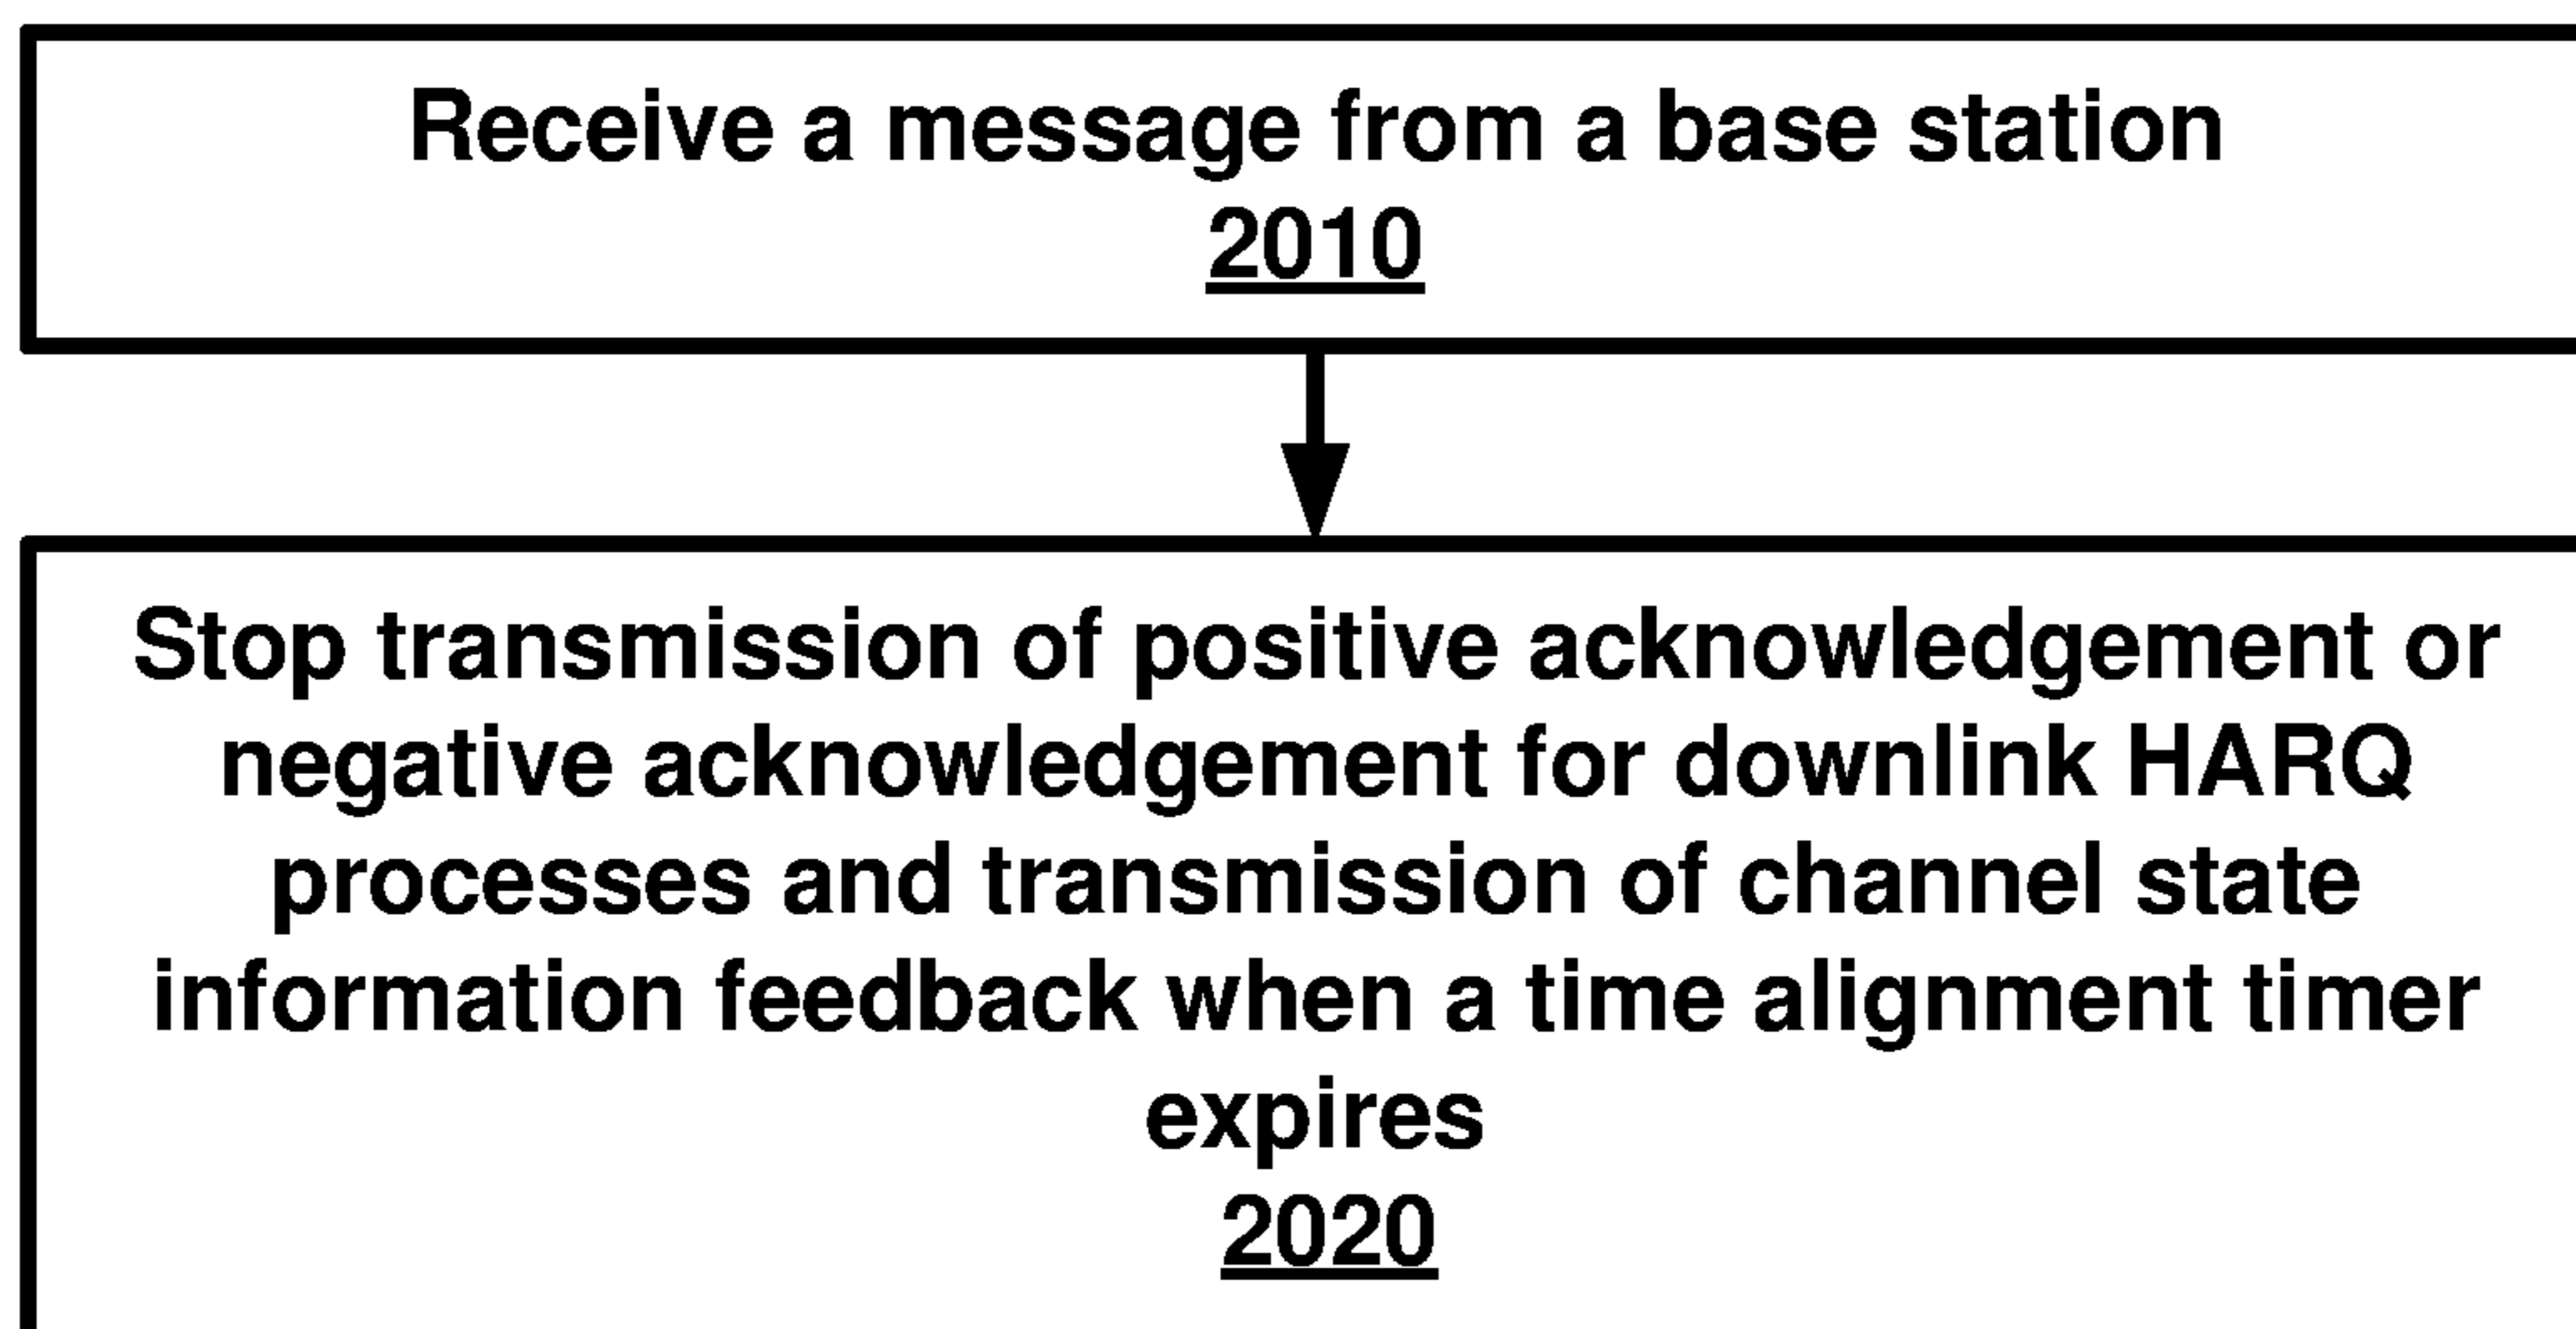 Receive a message from a base station
2010
Stop transmission of positive acknowledgement or
negative acknowledgement for downlink HARQ
processes and transmission of channel state
information feedback when a time alignment timer
expires
2020